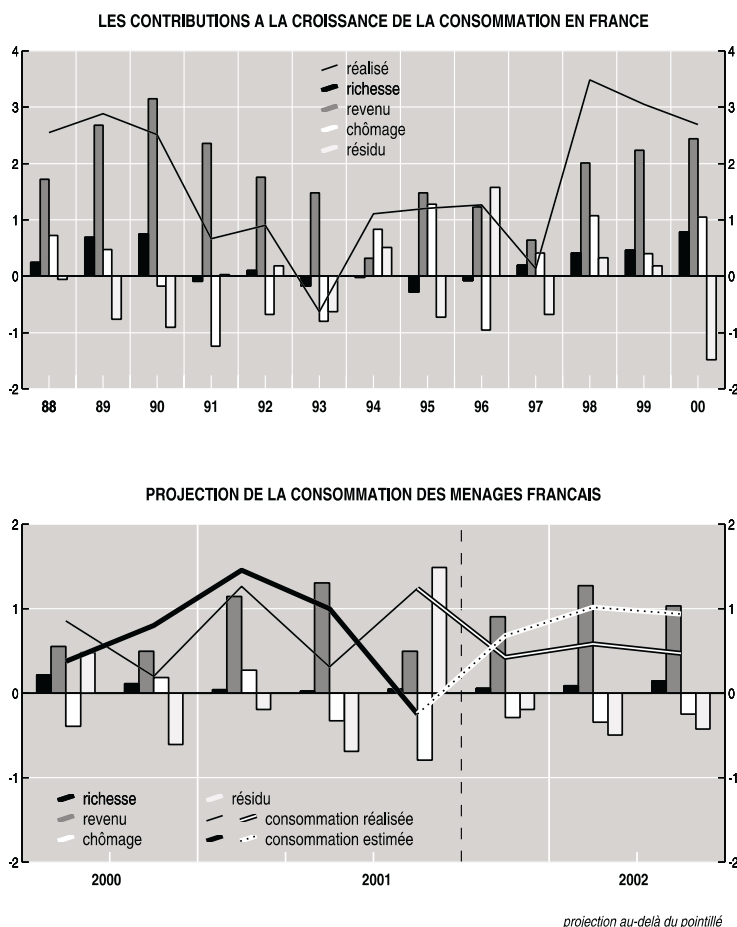 LES CONTRIBUTIONS A LA CROISSANCE DE LA CONSOMMATION EN FRANCE
4 4
réalisé
richesse
3 3
revenu
chômage
résidu
2 2
1 1
0 0
-1 -1
-2 -2
88 89 90 91 92 93 94 95 96 97 98 99 00
PROJECTION DE LA CONSOMMATION DES MENAGES FRANCAIS
2 2
1 1
0 0
-1 -1
richesse résidu
revenu consommation réalisée
chômage consommation estimée
-2 -2
2000 2001 2002
projection au-delà du pointillé